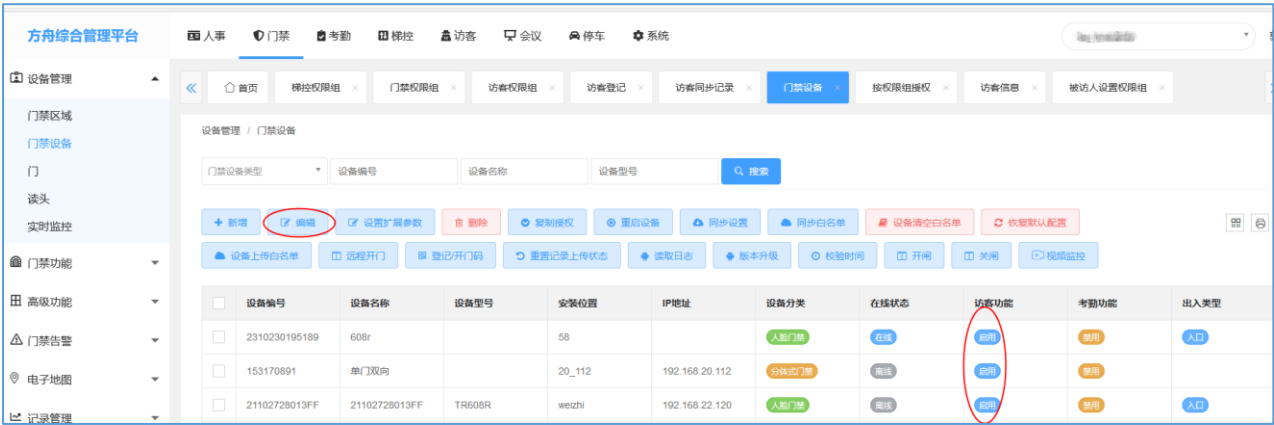 方舟综合管理平台
人事 门禁 考勤 梯控 访客 会议 停车 系统
设备管理
门禁区域
门禁设备
门
读头
实时监控
门禁功能
高级功能
门禁告警
电子地图
记录管理
首页 梯控权限组 × 门禁权限组 × 访客权限组 × 访客登记 × 访客同步记录 × 门禁设备 × 按权限组授权 × 访客信息 × 被访人设置权限组 ×
设备管理 / 门禁设备
门禁设备类型 设备编号 设备名称 设备型号 搜索
+ 新增 编辑 设置扩展参数 删除 复制授权 重启设备 同步设置 同步白名单 设备清空白名单 恢复默认配置
设备上传白名单 远程开门 登记/开门码 重置记录上传状态 读取日志 版本升级 校验时间 开闸 关闸 视频监控
设备编号 设备名称 设备型号 安装位置 IP地址 设备分类 在线状态 访客功能 考勤功能 出入类型
2310230195189 608r 58 人脸门禁 在线 启用 禁用 入口
153170891 单门双向 20_112 192.168.20.112 分体式门禁 离线 启用 禁用
21102728013FF 21102728013FF TR608R weizhi 192.168.22.120 人脸门禁 离线 启用 禁用 入口